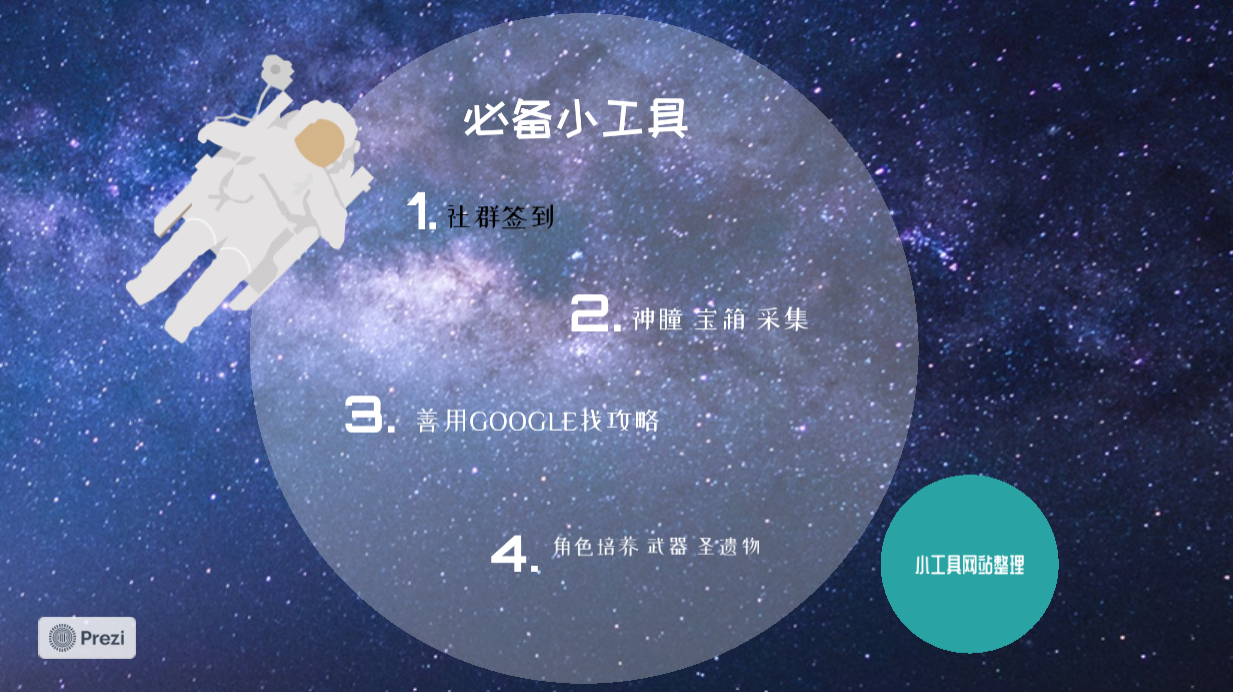 必备小工具
1. 社群签到
2. 神瞳 宝箱 采集
3. 善用GOOGLE找攻略
4. 角色培养 武器 圣遗物
小工具网站整理
Prezi